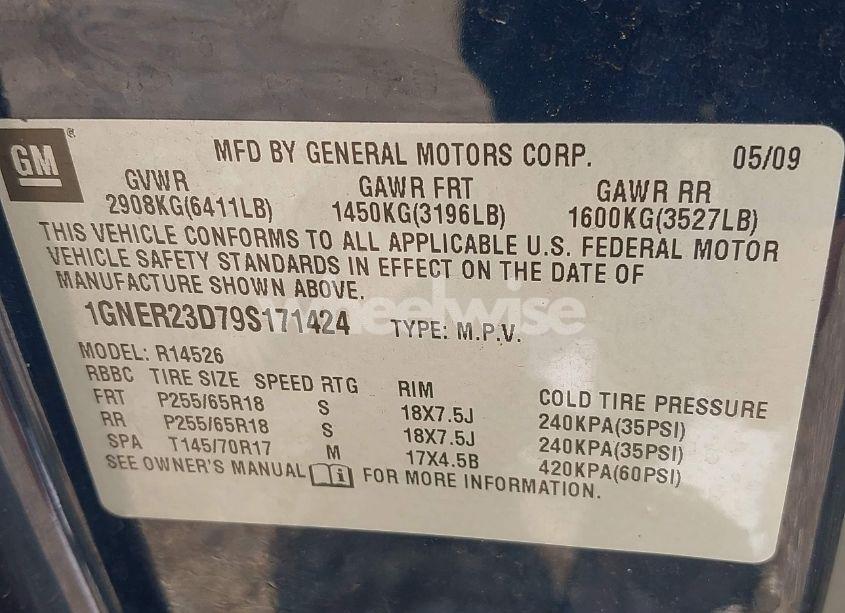 GM
MFD BY GENERAL MOTORS CORP. 05/09
GVWR GAWR FRT GAWR RR
2908KG(6411LB) 1450KG(3196LB) 1600KG(3527LB)
THIS VEHICLE CONFORMS TO ALL APPLICABLE U.S. FEDERAL MOTOR
VEHICLE SAFETY STANDARDS IN EFFECT ON THE DATE OF
MANUFACTURE SHOWN ABOVE.
wheelwise
1GNER23D79S171424 TYPE: M.P.V.
MODEL: R14526
RBBC TIRE SIZE SPEED RTG RIM COLD TIRE PRESSURE
FRT P255/65R18 S 18X7.5J 240KPA(35PSI)
RR P255/65R18 S 18X7.5J 240KPA(35PSI)
SPA T145/70R17 M 17X4.5B 420KPA(60PSI)
SEE OWNER'S MANUAL i FOR MORE INFORMATION.